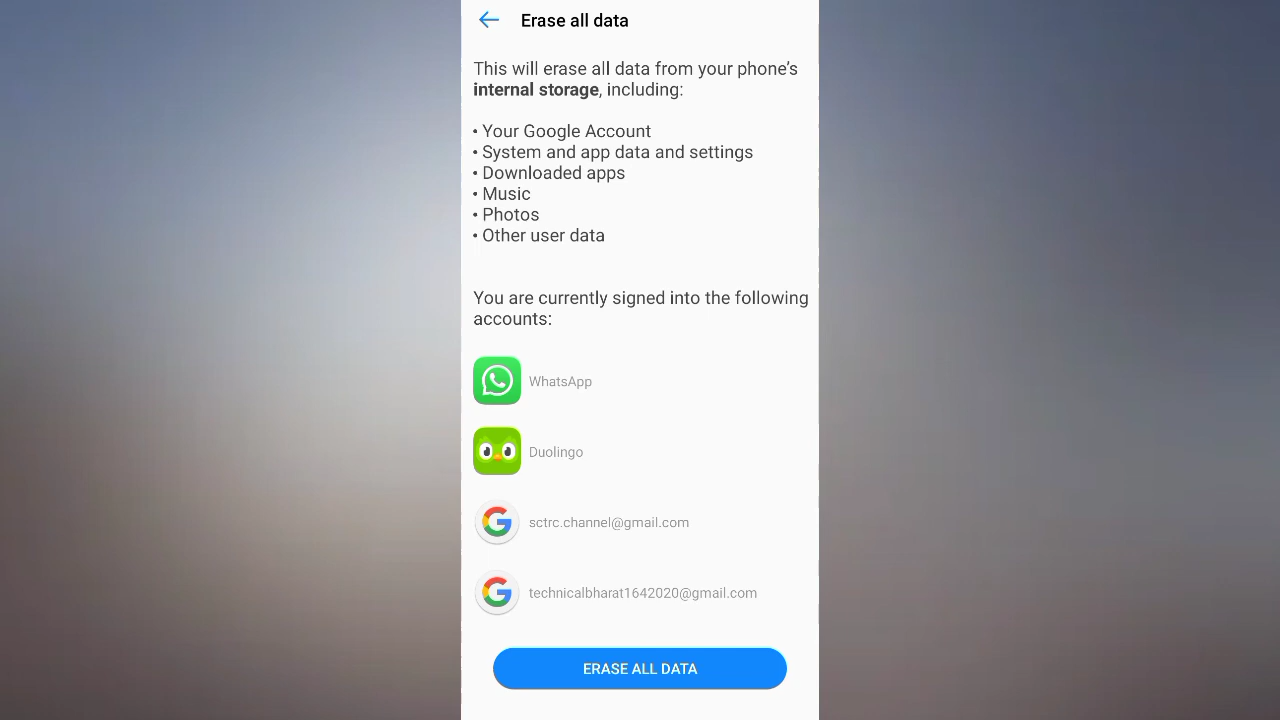 Erase all data
This will erase all data from your phone’s
internal storage, including:
• Your Google Account
• System and app data and settings
• Downloaded apps
• Music
• Photos
• Other user data
You are currently signed into the following
accounts:
WhatsApp
Duolingo
sctrc.channel@gmail.com
technicalbharat1642020@gmail.com
ERASE ALL DATA